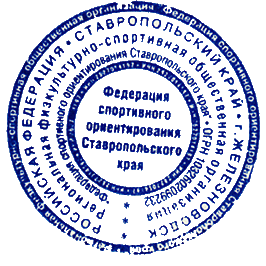 РОССИЙСКАЯ ФЕДЕРАЦИЯ • СТАВРОПОЛЬСКИЙ КРАЙ • г. ЖЕЛЕЗНОВОДСК
Региональная физкультурно-спортивная общественная организация
Федерация спортивного ориентирования Ставропольского края
ОГРН
Федерация
спортивного
ориентирования
Ставропольского
края